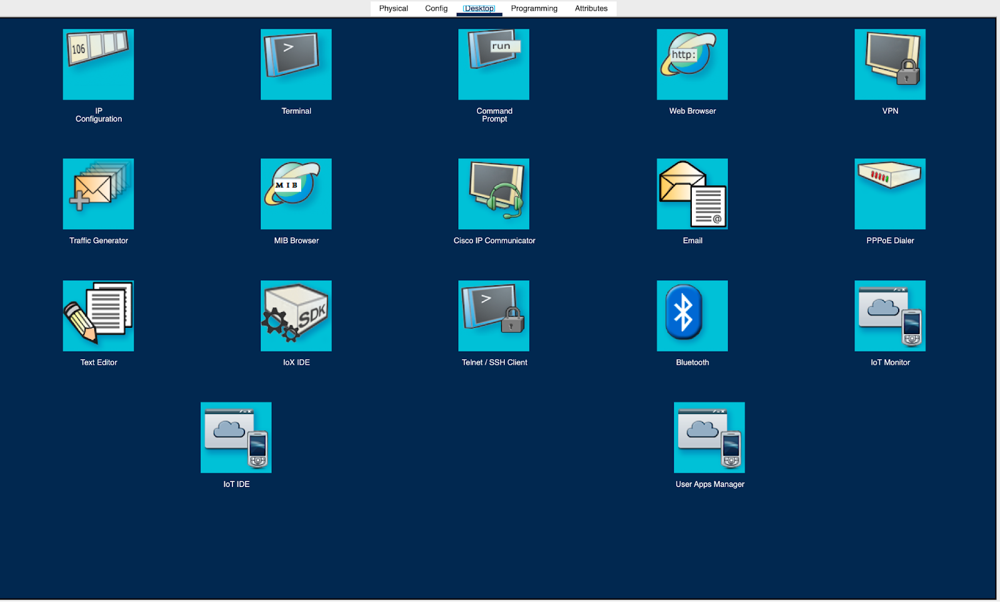 Physical Config Desktop Programming Attributes
106
>
run
http:
IP
Configuration
Terminal
Command
Prompt
Web Browser
VPN
MIB
@
Traffic Generator
MIB Browser
Cisco IP Communicator
Email
PPPoE Dialer
SDK
>
Text Editor
IoX IDE
Telnet / SSH Client
Bluetooth
IoT Monitor
IoT IDE
User Apps Manager